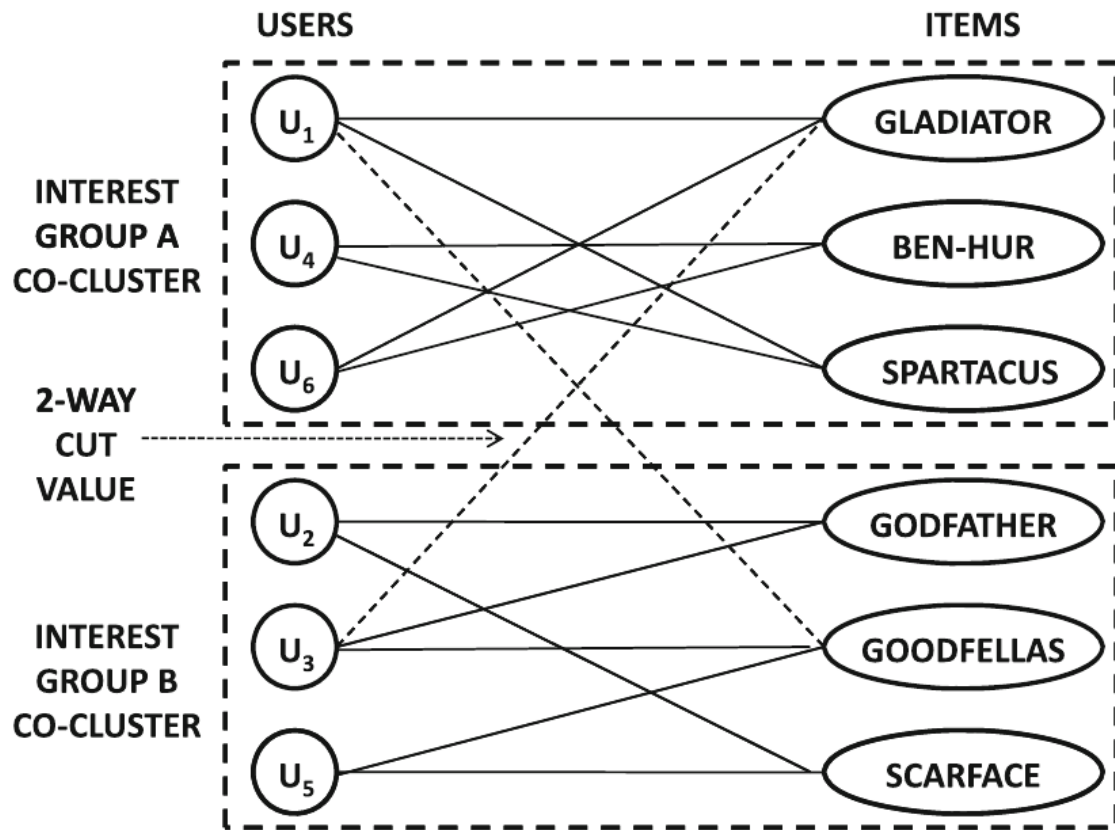 USERS
ITEMS
INTEREST
GROUP A
CO-CLUSTER
U1
U4
U6
GLADIATOR
BEN-HUR
SPARTACUS
2-WAY
CUT
VALUE
INTEREST
GROUP B
CO-CLUSTER
U2
U3
U5
GODFATHER
GOODFELLAS
SCARFACE